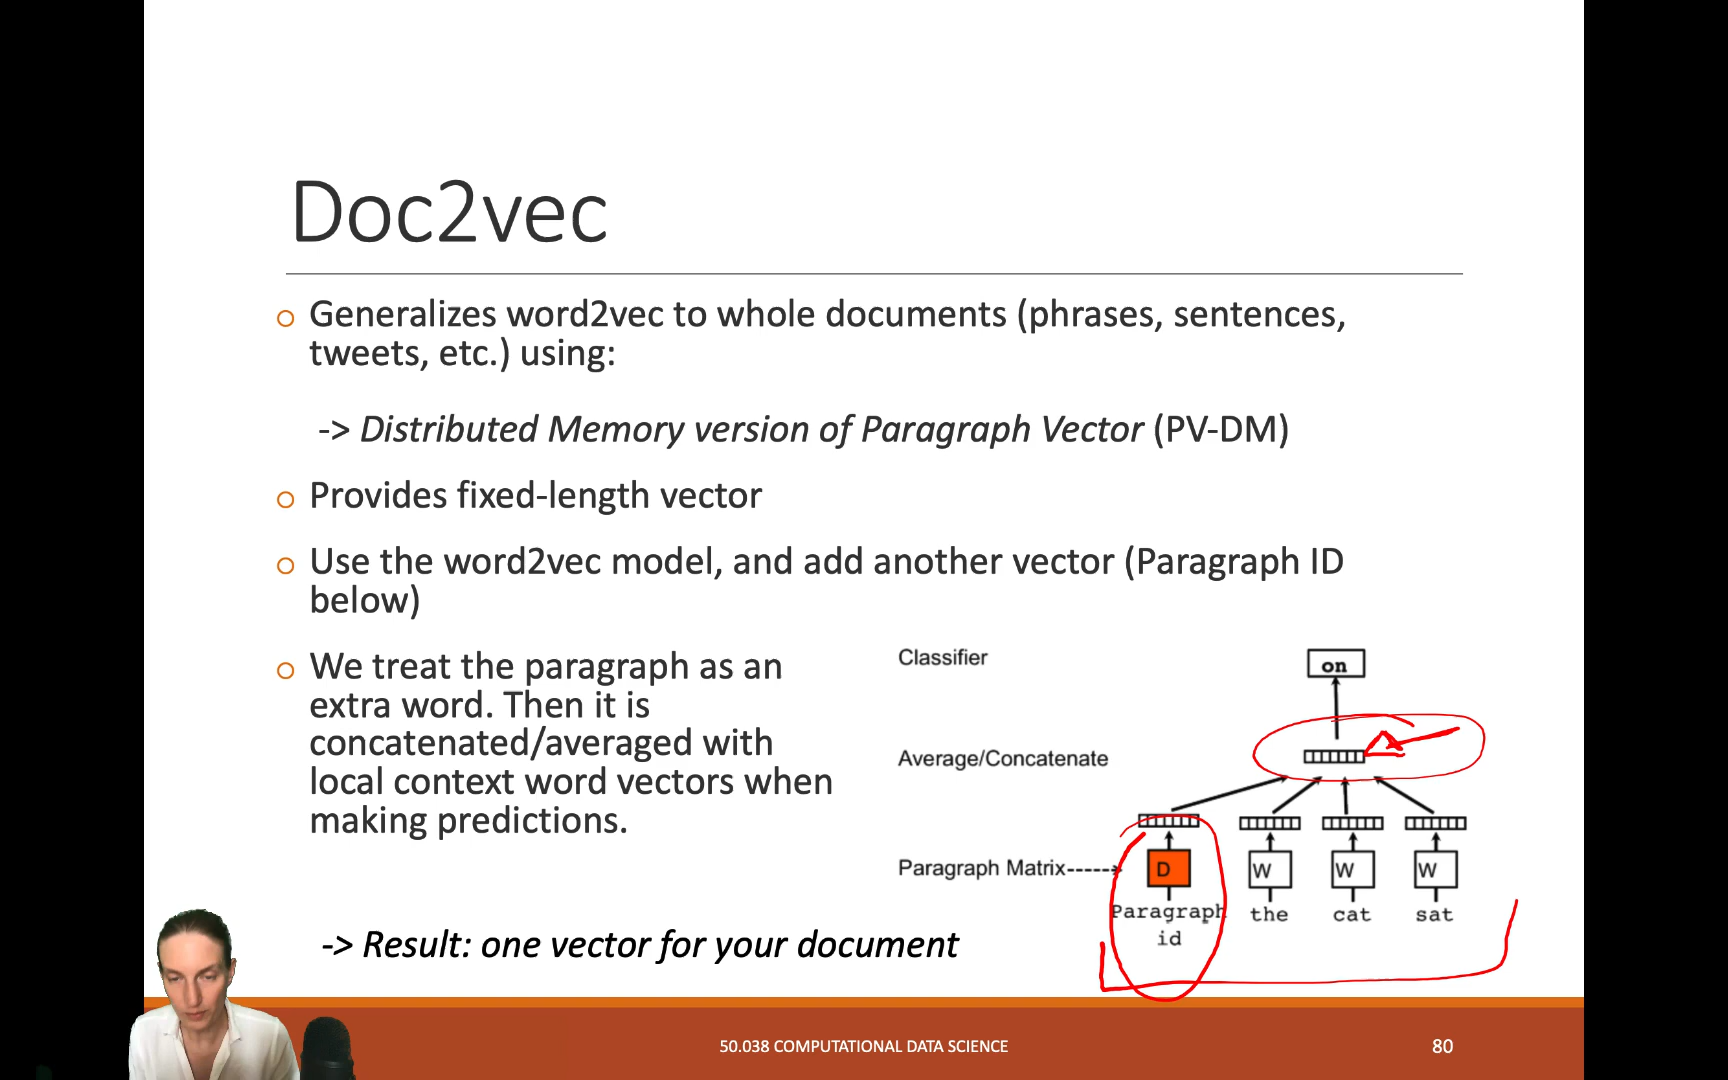 Doc2vec
o Generalizes word2vec to whole documents (phrases, sentences,
tweets, etc.) using:
-> Distributed Memory version of Paragraph Vector (PV-DM)
o Provides fixed-length vector
o Use the word2vec model, and add another vector (Paragraph ID
below)
o We treat the paragraph as an
extra word. Then it is
concatenated/averaged with
local context word vectors when
making predictions.
-> Result: one vector for your document
Classifier
on
Average/Concatenate
Paragraph Matrix----->
D W W W
Paragraph the cat sat
id
50.038 COMPUTATIONAL DATA SCIENCE
80